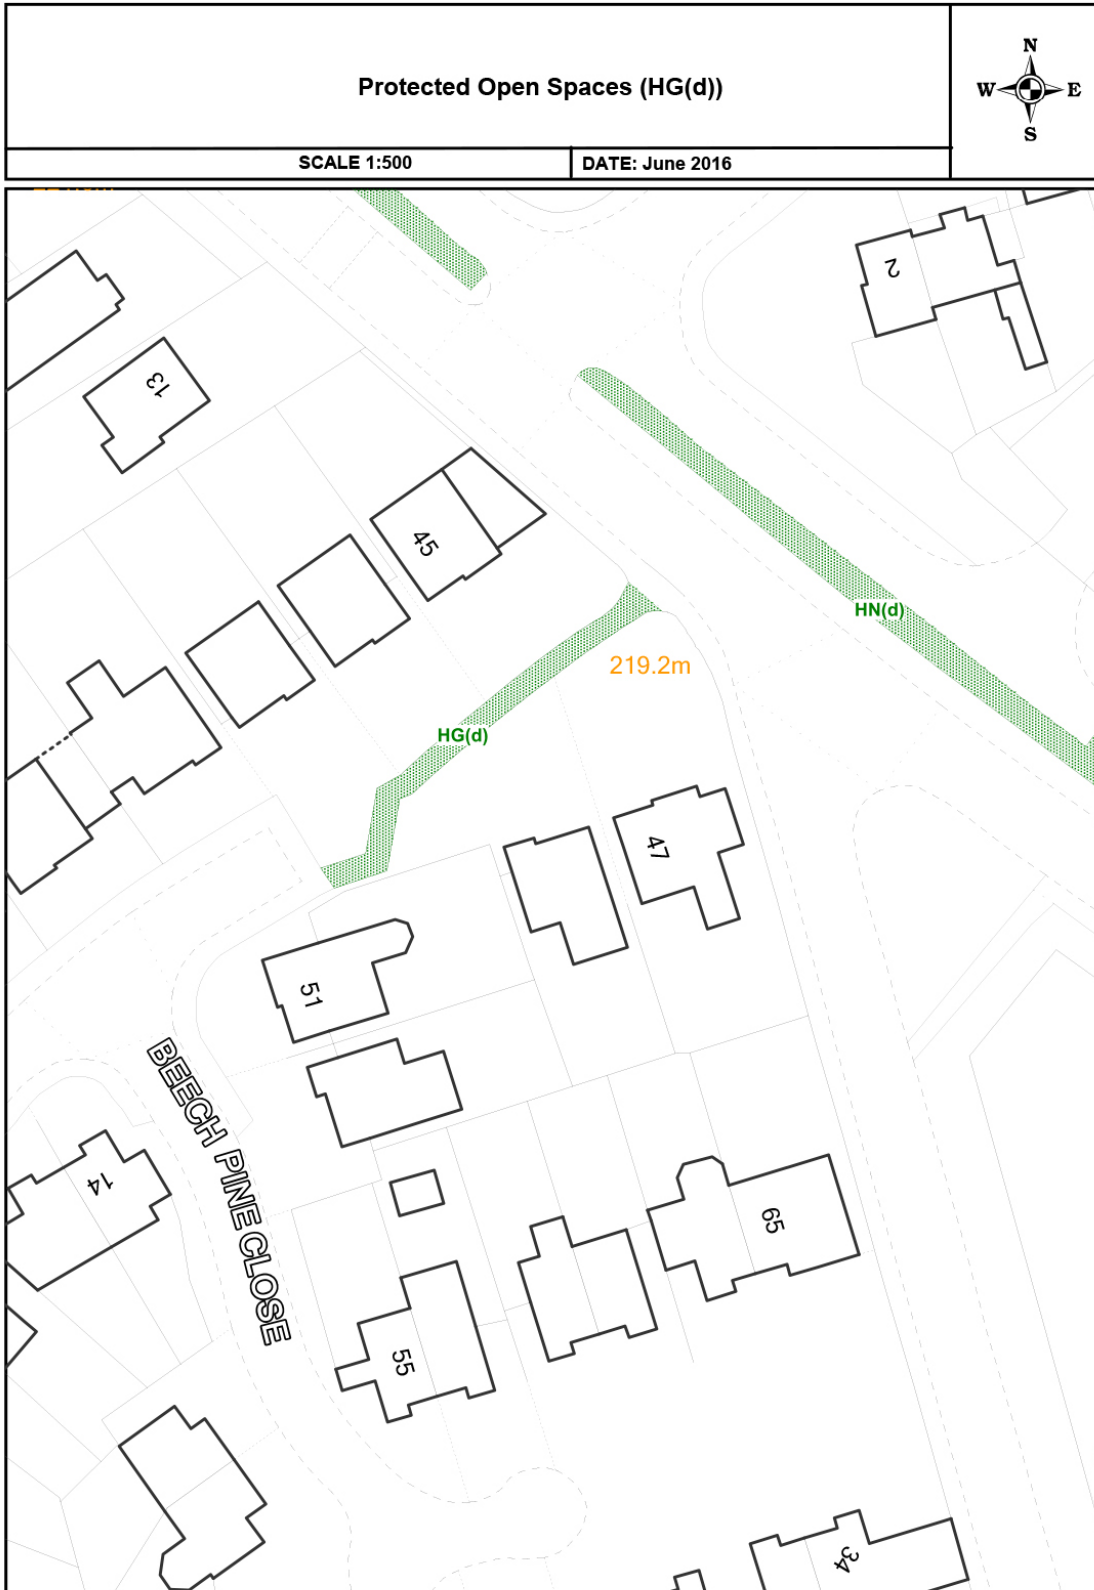 Protected Open Spaces (HG(d))
N
W E
S
SCALE 1:500
DATE: June 2016
2
13
45
HN(d)
219.2m
HG(d)
47
51
BEECH PINE CLOSE
14
65
55
34